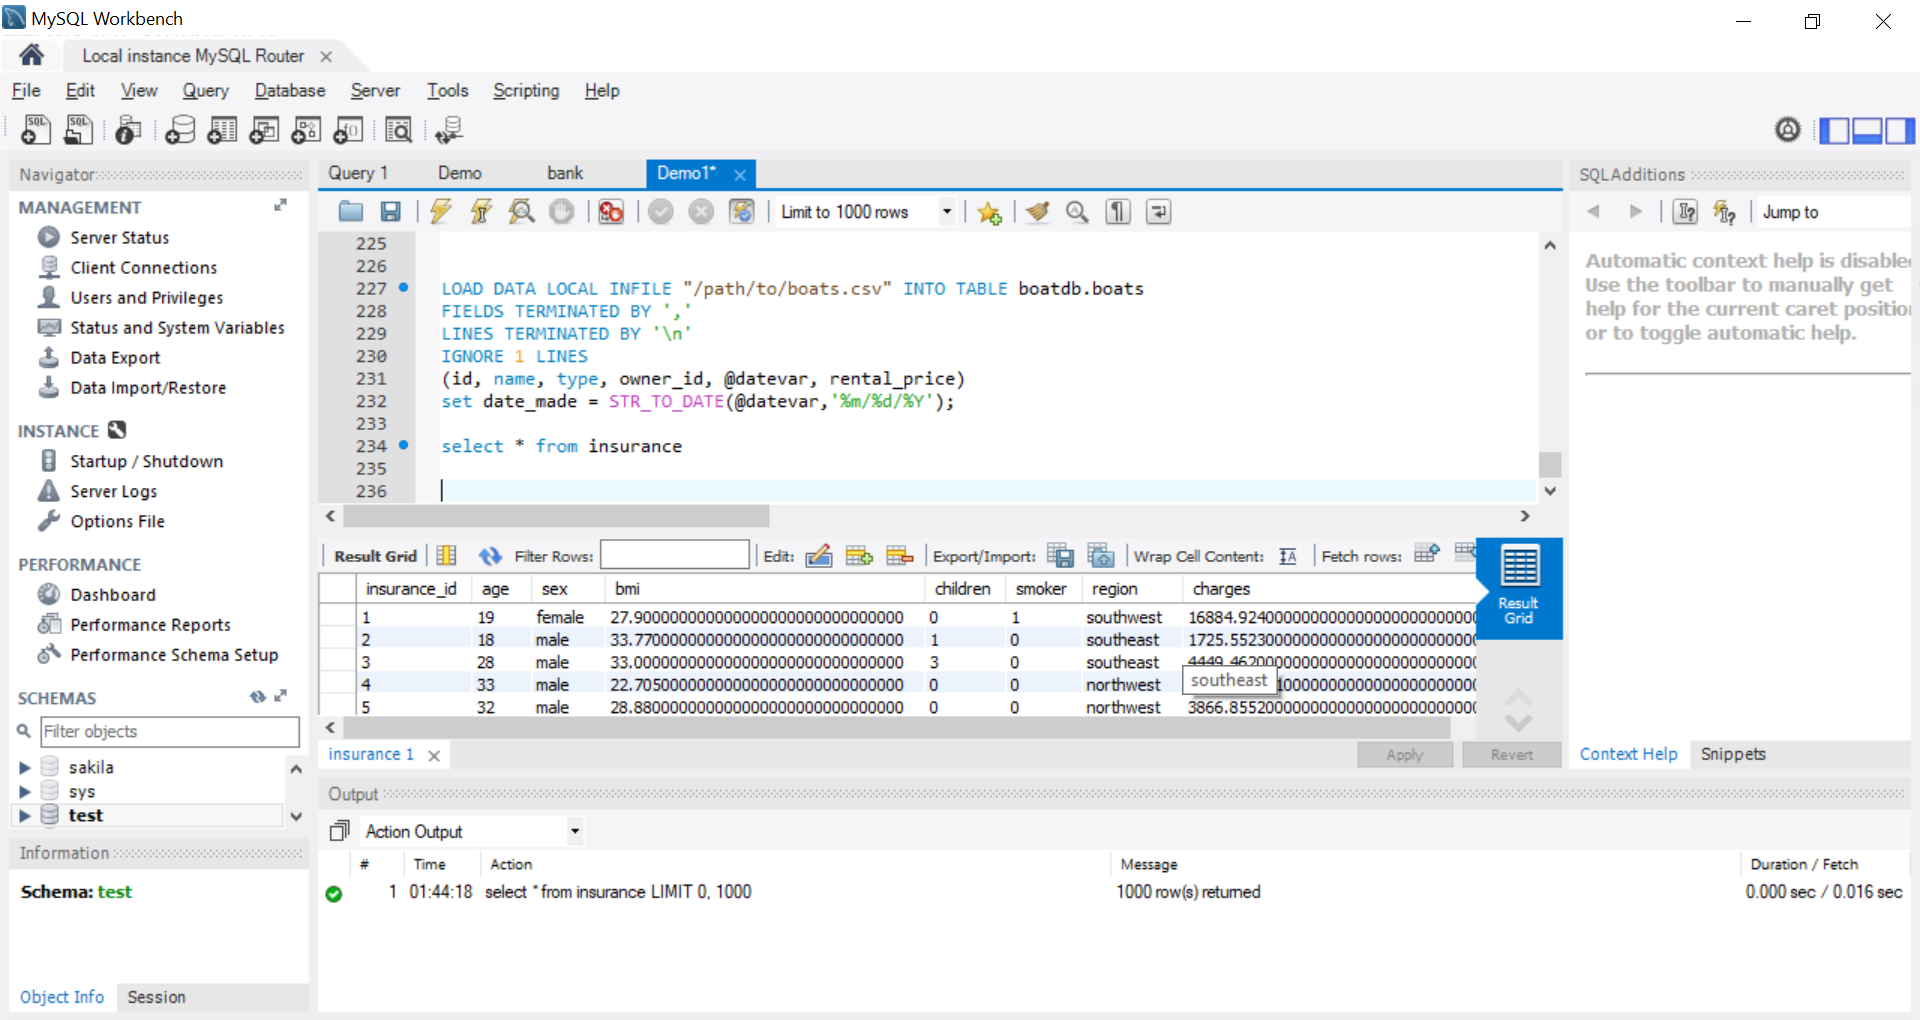 MySQL Workbench
Local instance MySQL Router
File Edit View Query Database Server Tools Scripting Help
Navigator
MANAGEMENT
Server Status
Client Connections
Users and Privileges
Status and System Variables
Data Export
Data Import/Restore
INSTANCE
Startup / Shutdown
Server Logs
Options File
PERFORMANCE
Dashboard
Performance Reports
Performance Schema Setup
SCHEMAS
Filter objects
sakila
sys
test
Information
Schema: test
Object Info Session
Query 1 Demo bank Demo1*
Limit to 1000 rows
225
226
227 LOAD DATA LOCAL INFILE "/path/to/boats.csv" INTO TABLE boatdb.boats
228 FIELDS TERMINATED BY ','
229 LINES TERMINATED BY '\n'
230 IGNORE 1 LINES
231 (id, name, type, owner_id, @datevar, rental_price)
232 set date_made = STR_TO_DATE(@datevar,'%m/%d/%Y');
233
234 select * from insurance
235
236
Result Grid Filter Rows: Edit: Export/Import: Wrap Cell Content: Fetch rows:
insurance_id age sex bmi children smoker region charges
1 19 female 27.900000000000000000000000000000 0 1 southwest 16884.924000000000000000000000
2 18 male 33.770000000000000000000000000000 1 0 southeast 1725.5523000000000000000000000
3 28 male 33.000000000000000000000000000000 3 0 southeast 4449.4620000000000000000000000
4 33 male 22.705000000000000000000000000000 0 0 northwest
5 32 male 28.880000000000000000000000000000 0 0 northwest 3866.8552000000000000000000000
southeast
Result
Grid
insurance 1 Apply Revert
Output
Action Output
# Time Action Message Duration / Fetch
1 01:44:18 select * from insurance LIMIT 0, 1000 1000 row(s) returned 0.000 sec / 0.016 sec
SQLAdditions
Jump to
Automatic context help is disable
Use the toolbar to manually get
help for the current caret positio
or to toggle automatic help.
Context Help Snippets